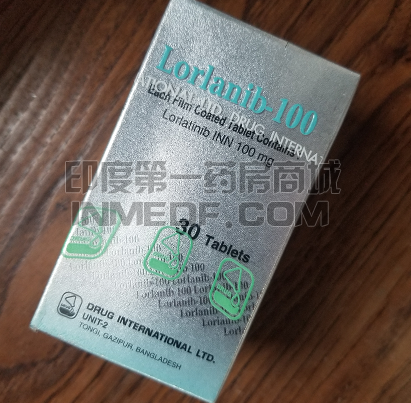 Lorlanib-100
Each Film Coated Tablet Contains
Lorlatinib INN 100 mg
印度第一药房商城
INMEDF.COM
30 Tablets
DRUG INTERNATIONAL LTD.
UNIT-2
TONGI, GAZIPUR, BANGLADESH